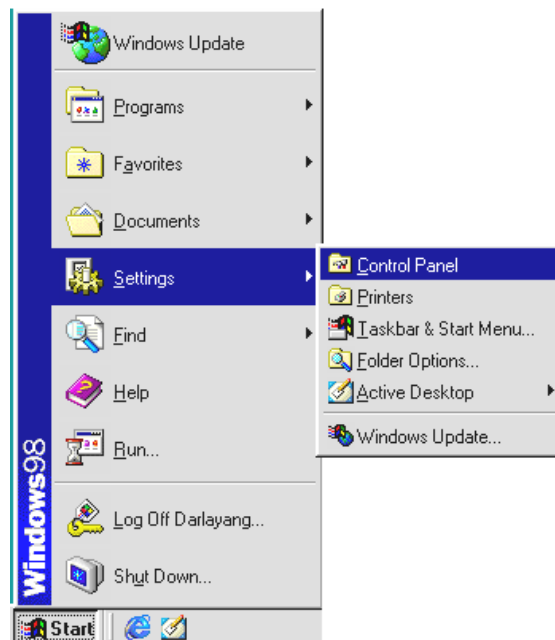 Windows Update
Programs
Favorites
Documents
Settings
Find
Help
Run...
Log Off Darlayang...
Shut Down...
Windows98
Start
Control Panel
Printers
Taskbar & Start Menu...
Folder Options...
Active Desktop
Windows Update...